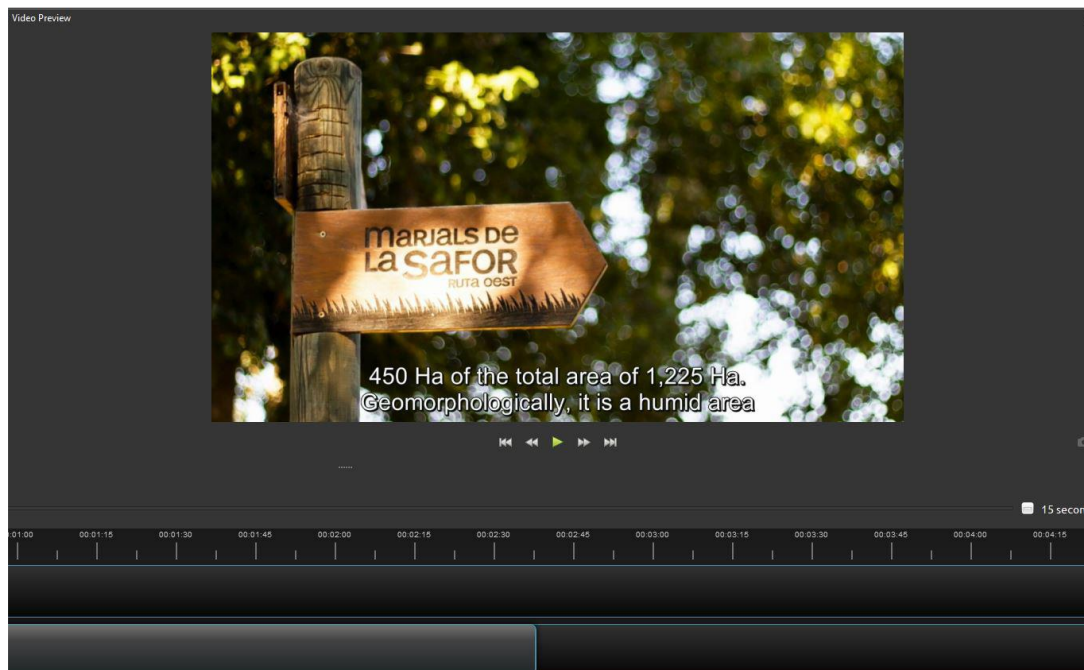 Video Preview
MARJALS DE
LA SAFOR
RUTA OEST
450 Ha of the total area of 1,225 Ha.
Geomorphologically, it is a humid area
15 secon
:01:00 00:01:15 00:01:30 00:01:45 00:02:00 00:02:15 00:02:30 00:02:45 00:03:00 00:03:15 00:03:30 00:03:45 00:04:00 00:04:15